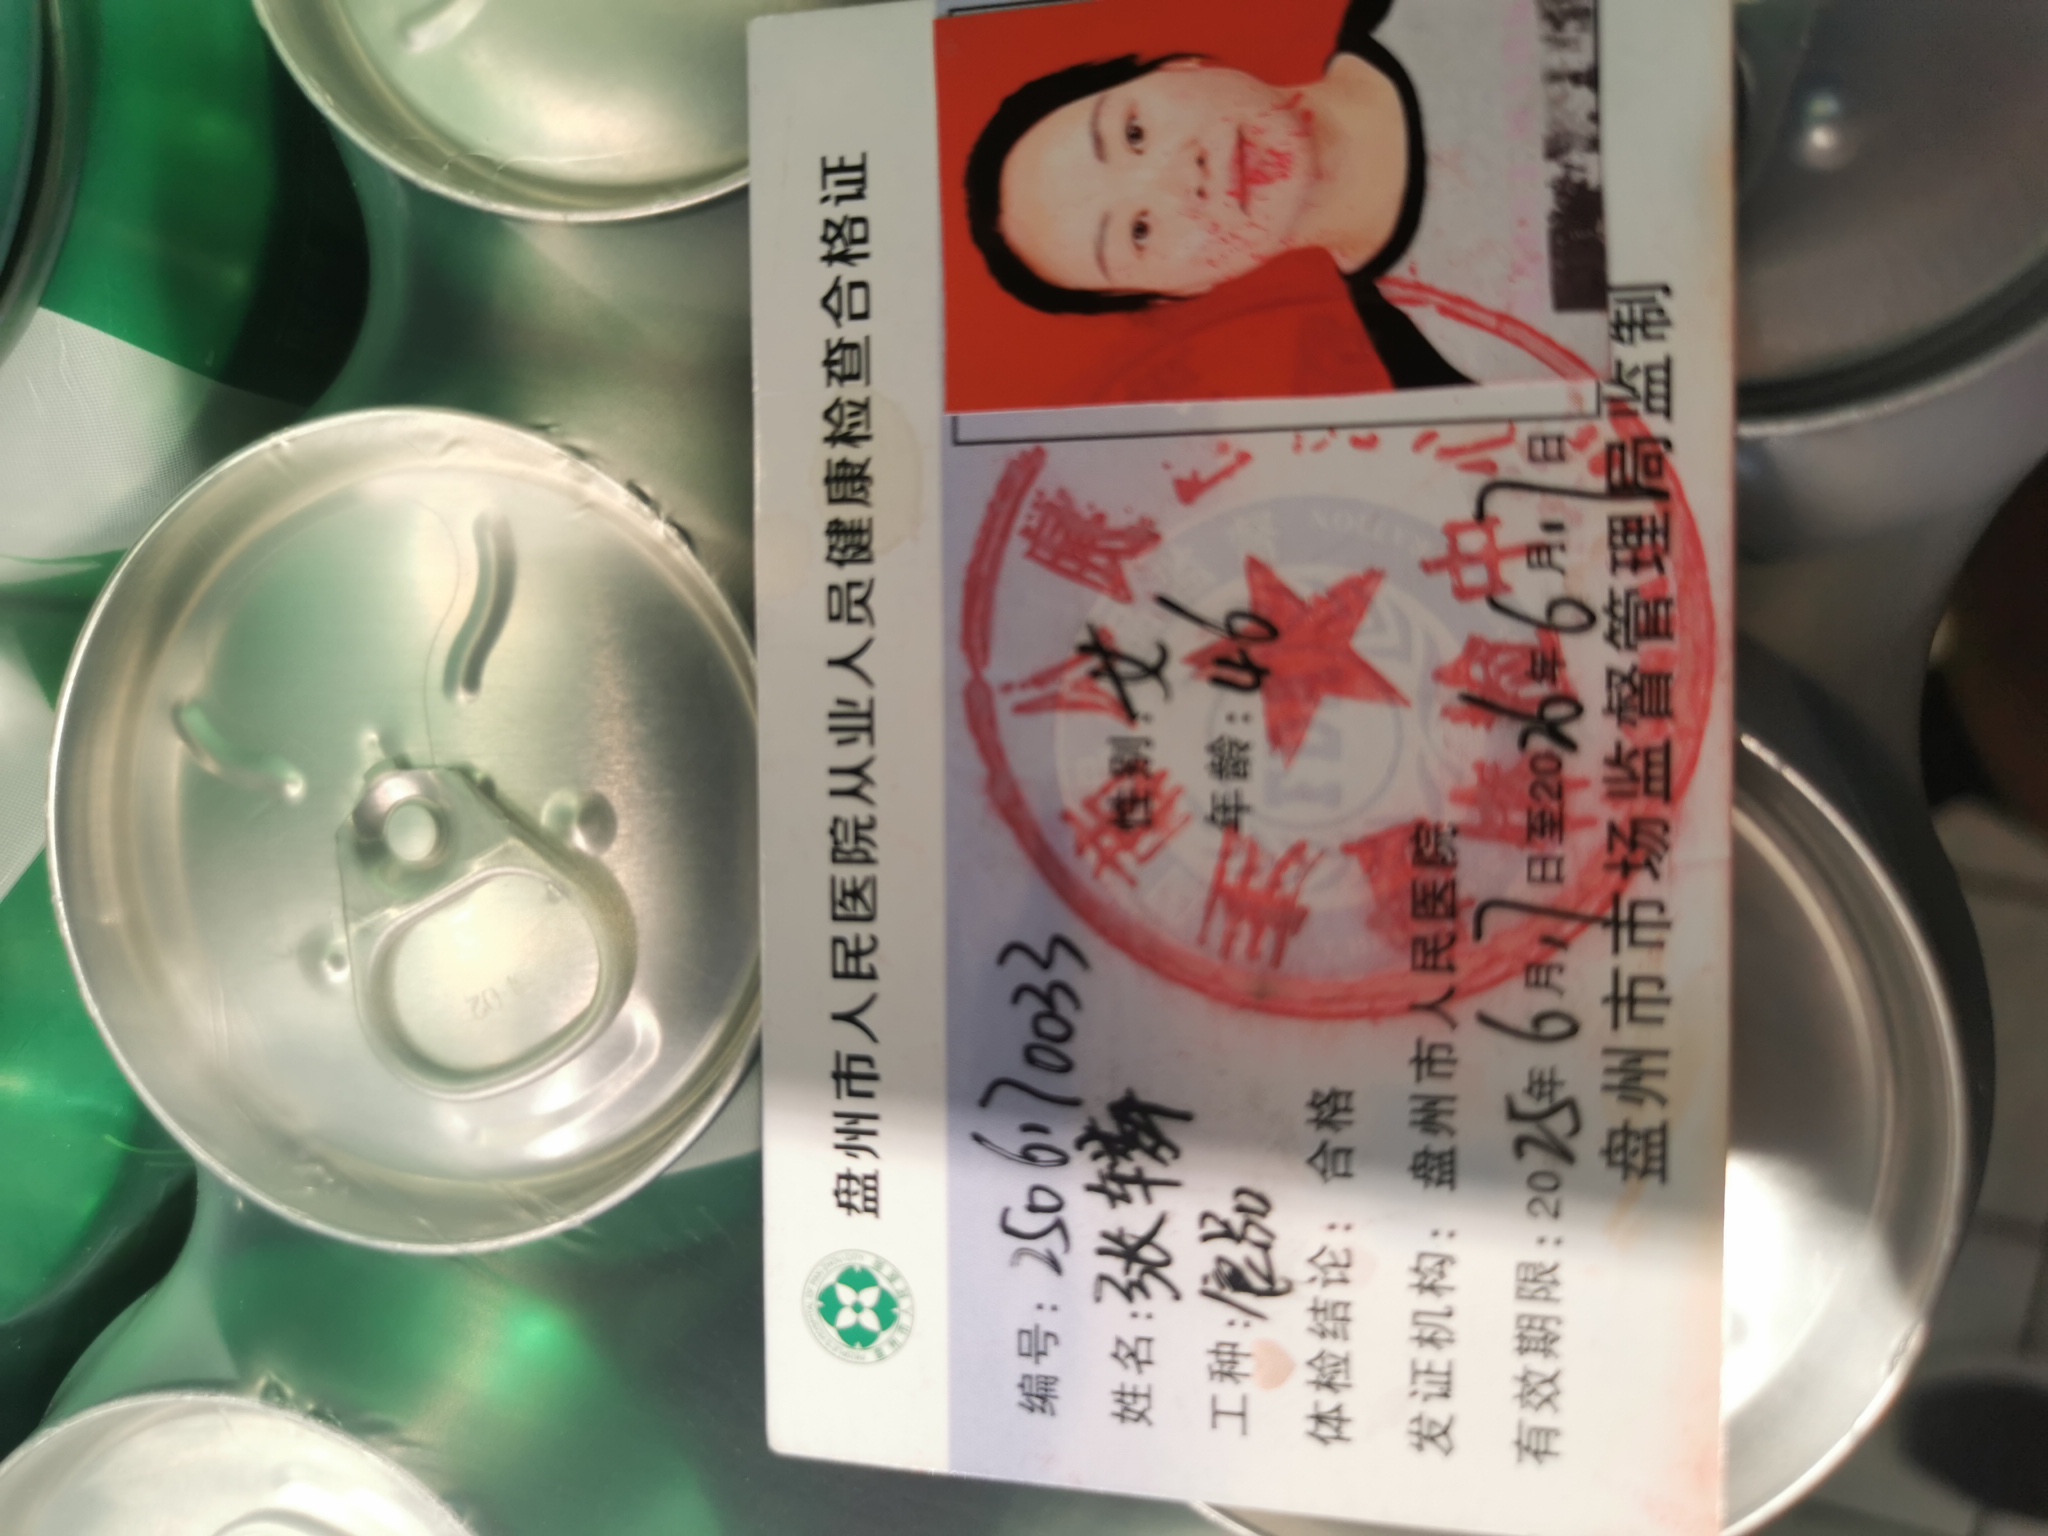 盘州市人民医院从业人员健康检查合格证
编号：2506170033
姓名：张 性别：女
工种： 年龄：46
体检结论：合格
发证机构：盘州市人民医院
有效期限：2025年6月17日至2026年6月17日
盘州市市场监督管理局监制